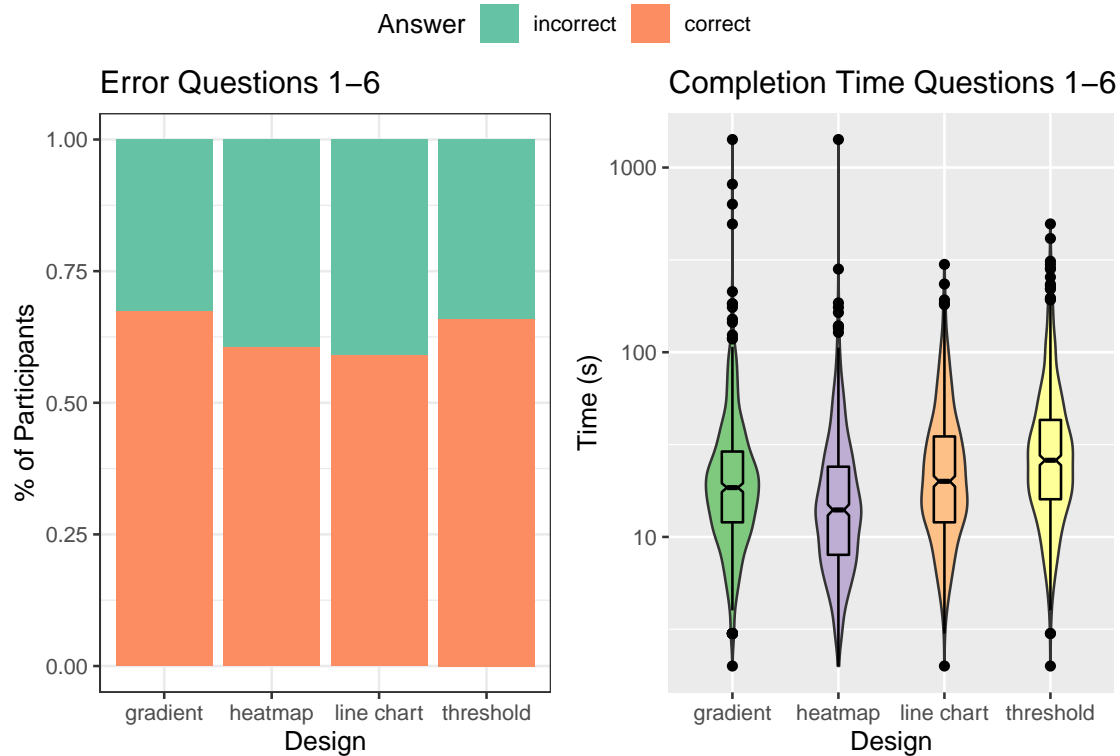 Answer incorrect correct
Error Questions 1–6
1.00
0.75
0.50
0.25
0.00
% of Participants
gradient heatmap line chart threshold
Design
Completion Time Questions 1–6
1000
100
10
Time (s)
gradient heatmap line chart threshold
Design